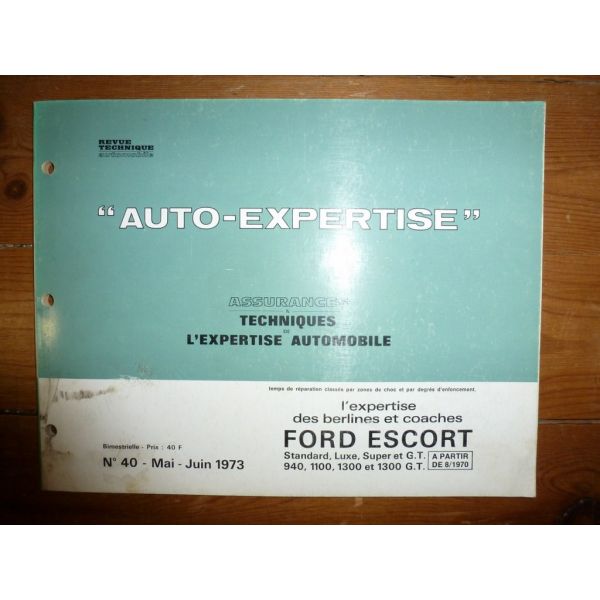 REVUE
TECHNIQUE
automobile
“AUTO-EXPERTISE”
ASSURANCES
&
TECHNIQUES
DE
L'EXPERTISE AUTOMOBILE
temps de réparation classés par zones de choc et par degrés d'enfoncement.
l'expertise
des berlines et coaches
FORD ESCORT
Standard, Luxe, Super et G.T.
940, 1100, 1300 et 1300 G.T.
A PARTIR
DE 8/1970
Bimestrielle - Prix : 40 F
N° 40 - Mai - Juin 1973